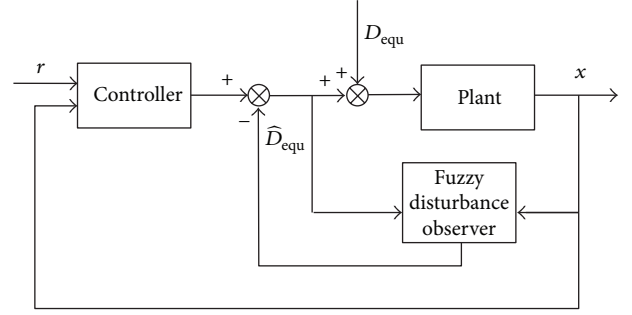 D_equ
r
x
+
+
+
Controller
Plant
−
D̂_equ
Fuzzy
disturbance
observer